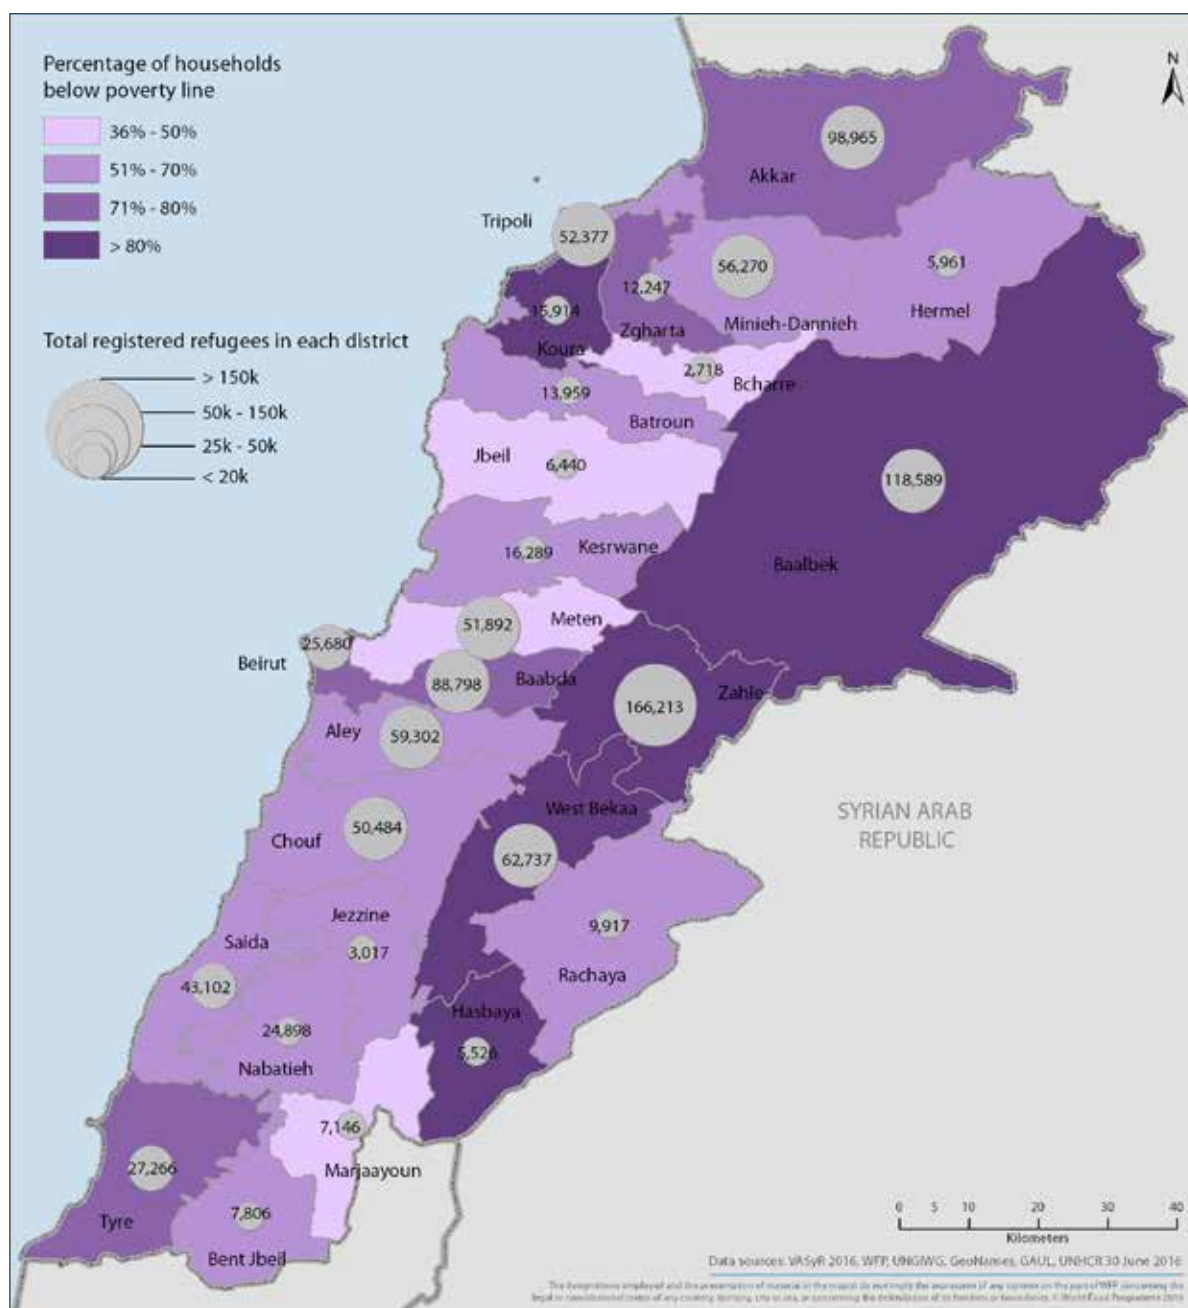 Percentage of households
below poverty line
36% - 50%
51% - 70%
71% - 80%
> 80%
Total registered refugees in each district
> 150k
50k - 150k
25k - 50k
< 20k
N
98,965
Akkar
Tripoli
52,377
56,270
5,961
12,247
15,914
Hermel
Zgharta
Minieh-Dannieh
Koura
2,718
Bcharre
13,959
Batroun
Jbeil
6,440
118,589
16,289
Kesrwane
Baalbek
51,892
Meten
25,680
Beirut
88,798
Baabda
Zahle
166,213
Aley
59,302
West Bekaa
SYRIAN ARAB
REPUBLIC
Chouf
50,484
62,737
Jezzine
9,917
Saida
3,017
Rachaya
43,102
Hasbaya
24,898
5,526
Nabatieh
7,146
27,266
Marjaayoun
Tyre
7,806
Bent Jbeil
0 5 10 20 30 40
Kilometers
Data sources: VASyR 2016, WFP, UNGIWG, GeoNames, GAUL, UNHCR 30 June 2016